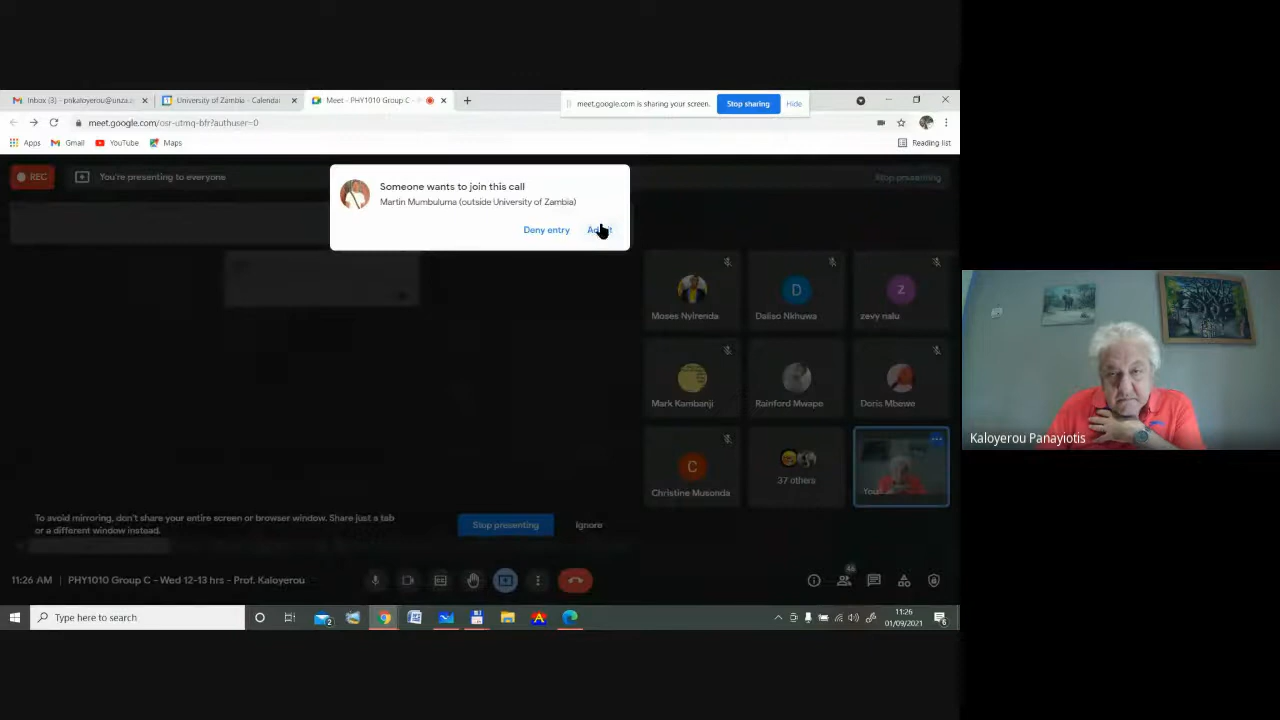 Inbox (3) - pnkaloyerou@unza.z
University of Zambia - Calendar
Meet - PHY1010 Group C -
meet.google.com is sharing your screen.
Stop sharing
Hide
meet.google.com/osr-utmq-bfr?authuser=0
Apps
Gmail
YouTube
Maps
Reading list
REC
You're presenting to everyone
Stop presenting
Someone wants to join this call
Martin Mumbuluma (outside University of Zambia)
Deny entry
Moses Nyirenda
D
Daliso Nkhuwa
z
zevy nalu
Mark Kambanji
Rainford Mwape
Doris Mbewe
C
Christine Musonda
37 others
You
To avoid mirroring, don't share your entire screen or browser window. Share just a tab
or a different window instead.
Stop presenting
Ignore
11:26 AM
PHY1010 Group C - Wed 12-13 hrs - Prof. Kaloyerou
46
Type here to search
2
11:26
01/09/2021
6
Kaloyerou Panayiotis